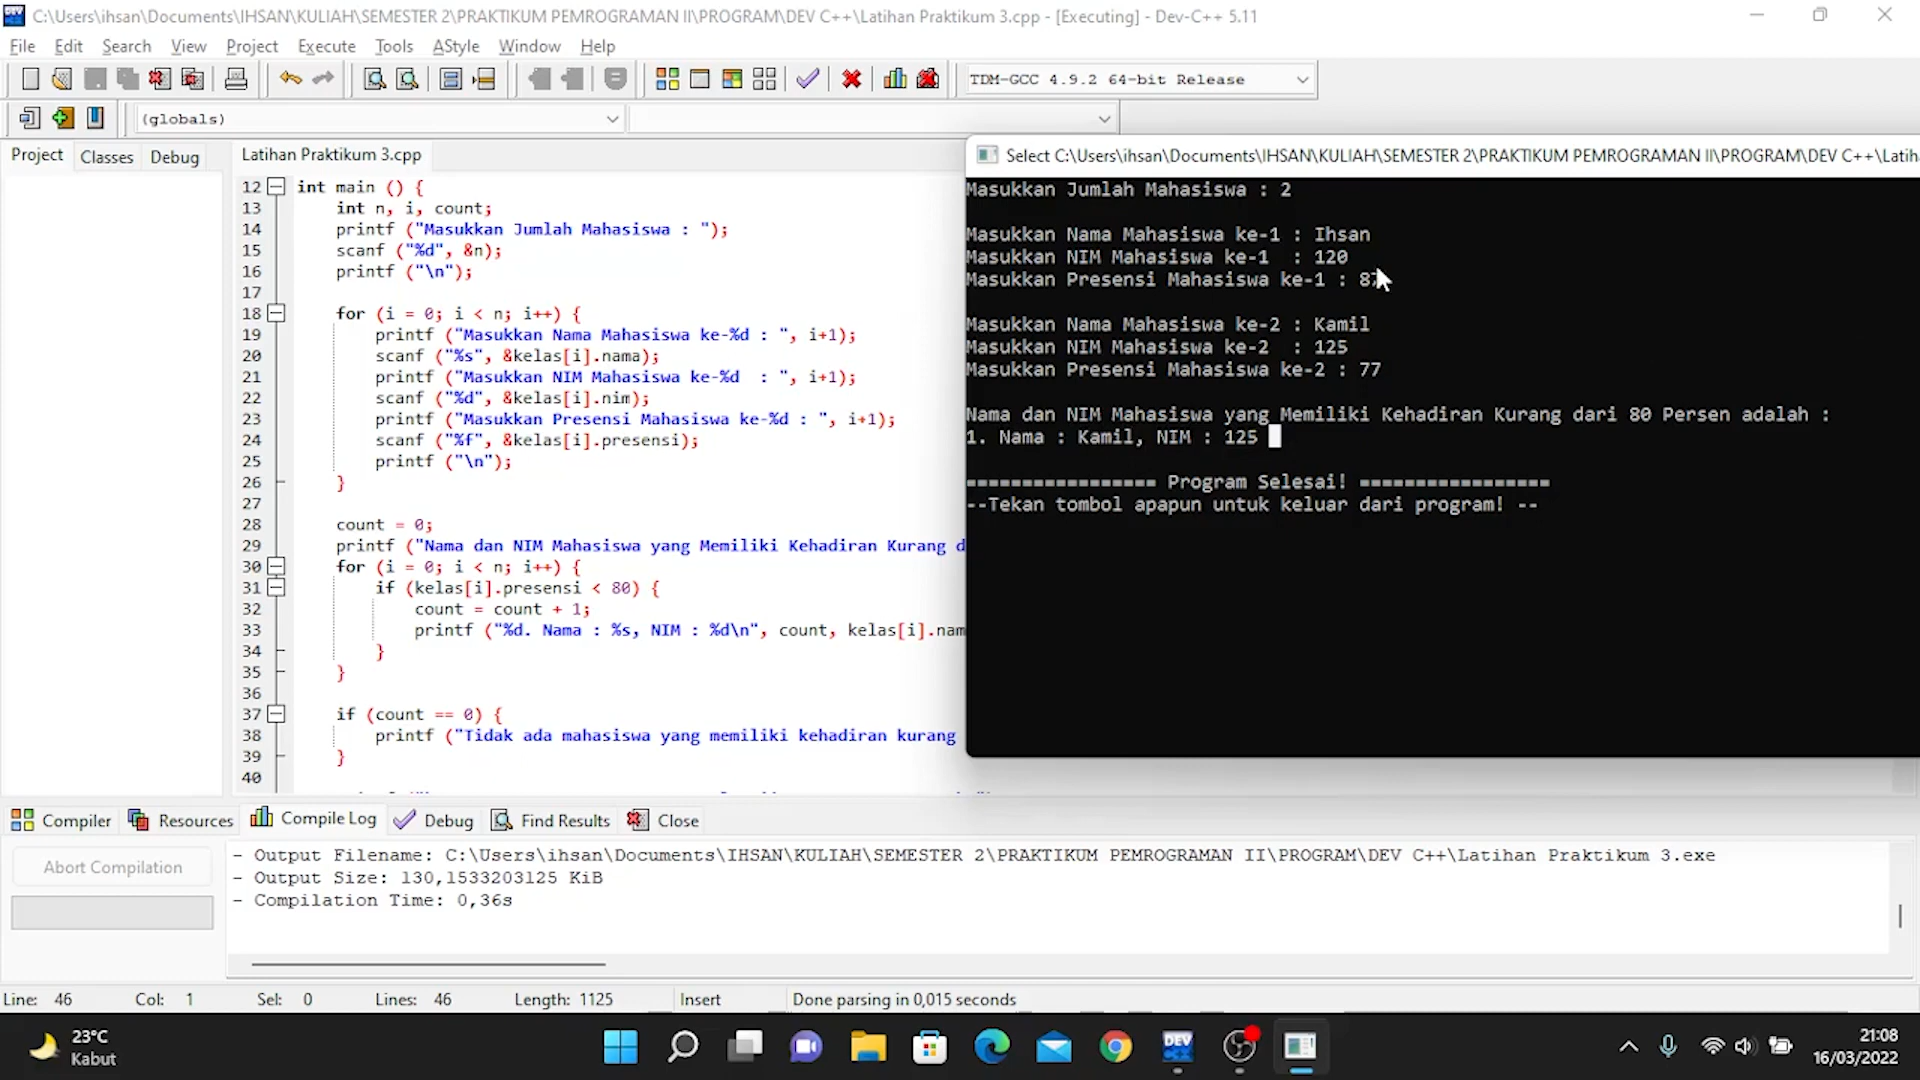 C:\Users\ihsan\Documents\IHSAN\KULIAH\SEMESTER 2\PRAKTIKUM PEMROGRAMAN II\PROGRAM\DEV C++\Latihan Praktikum 3.cpp - [Executing] - Dev-C++ 5.11
File Edit Search View Project Execute Tools AStyle Window Help
TDM-GCC 4.9.2 64-bit Release
(globals)
Project Classes Debug
Latihan Praktikum 3.cpp
12 int main () {
13 int n, i, count;
14 printf ("Masukkan Jumlah Mahasiswa : ");
15 scanf ("%d", &n);
16 printf ("\n");
17
18 for (i = 0; i < n; i++) {
19 printf ("Masukkan Nama Mahasiswa ke-%d : ", i+1);
20 scanf ("%s", &kelas[i].nama);
21 printf ("Masukkan NIM Mahasiswa ke-%d  : ", i+1);
22 scanf ("%d", &kelas[i].nim);
23 printf ("Masukkan Presensi Mahasiswa ke-%d : ", i+1);
24 scanf ("%f", &kelas[i].presensi);
25 printf ("\n");
26 }
27
28 count = 0;
29 printf ("Nama dan NIM Mahasiswa yang Memiliki Kehadiran Kurang d
30 for (i = 0; i < n; i++) {
31 if (kelas[i].presensi < 80) {
32 count = count + 1;
33 printf ("%d. Nama : %s, NIM : %d\n", count, kelas[i].nam
34 }
35 }
36
37 if (count == 0) {
38 printf ("Tidak ada mahasiswa yang memiliki kehadiran kurang
39 }
40
Select C:\Users\ihsan\Documents\IHSAN\KULIAH\SEMESTER 2\PRAKTIKUM PEMROGRAMAN II\PROGRAM\DEV C++\Latih
Masukkan Jumlah Mahasiswa : 2
Masukkan Nama Mahasiswa ke-1 : Ihsan
Masukkan NIM Mahasiswa ke-1  : 120
Masukkan Presensi Mahasiswa ke-1 :
Masukkan Nama Mahasiswa ke-2 : Kamil
Masukkan NIM Mahasiswa ke-2  : 125
Masukkan Presensi Mahasiswa ke-2 : 77
Nama dan NIM Mahasiswa yang Memiliki Kehadiran Kurang dari 80 Persen adalah :
1. Nama : Kamil, NIM : 125
================= Program Selesai! =================
--Tekan tombol apapun untuk keluar dari program! --
Compiler Resources Compile Log Debug Find Results Close
Abort Compilation
- Output Filename: C:\Users\ihsan\Documents\IHSAN\KULIAH\SEMESTER 2\PRAKTIKUM PEMROGRAMAN II\PROGRAM\DEV C++\Latihan Praktikum 3.exe
- Output Size: 130,1533203125 KiB
- Compilation Time: 0,36s
Line: 46 Col: 1 Sel: 0 Lines: 46 Length: 1125 Insert Done parsing in 0,015 seconds
23°C
Kabut
DEV
21:08
16/03/2022